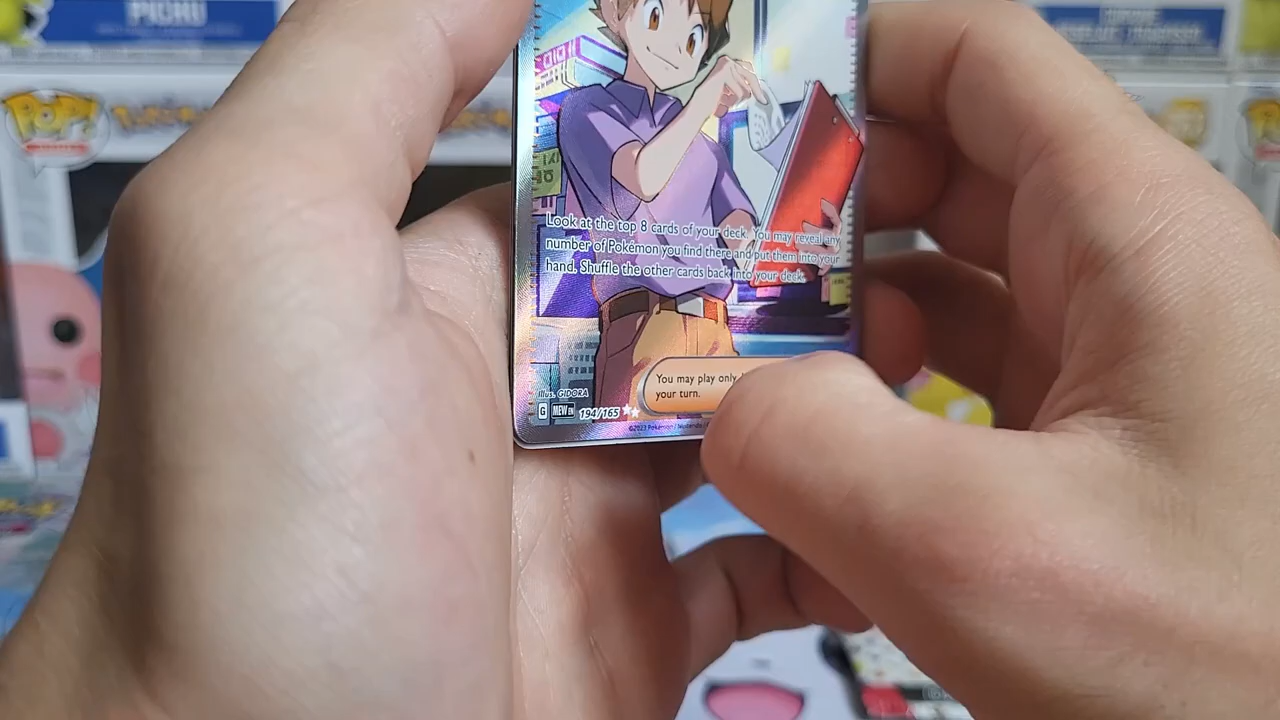 PICHU
POP!
Look at the top 8 cards of your deck. You may reveal any
number of Pokémon you find there and put them into your
hand. Shuffle the other cards back into your deck.
You may play only
your turn.
Illus. GIDORA
G MEW EN 194/165
©2023 Pokémon / Nintendo /